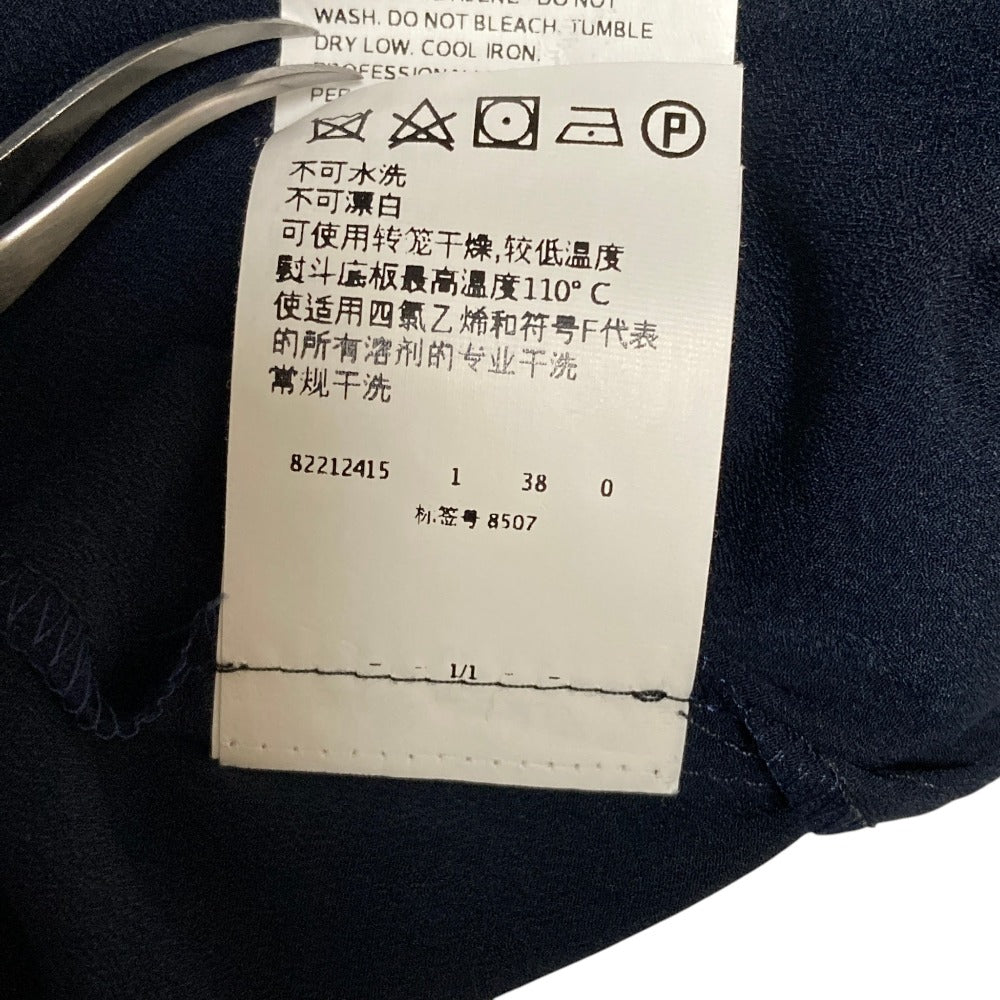 DO NOT
WASH. DO NOT BLEACH. TUMBLE
DRY LOW. COOL IRON.
P
不可水洗
不可漂白
可使用转笼干燥,较低温度
熨斗底板最高温度110° C
使适用四氯乙烯和符号F代表
的所有溶剂的专业干洗
常规干洗
82212415 1 38 0
标签号 8507
1/1